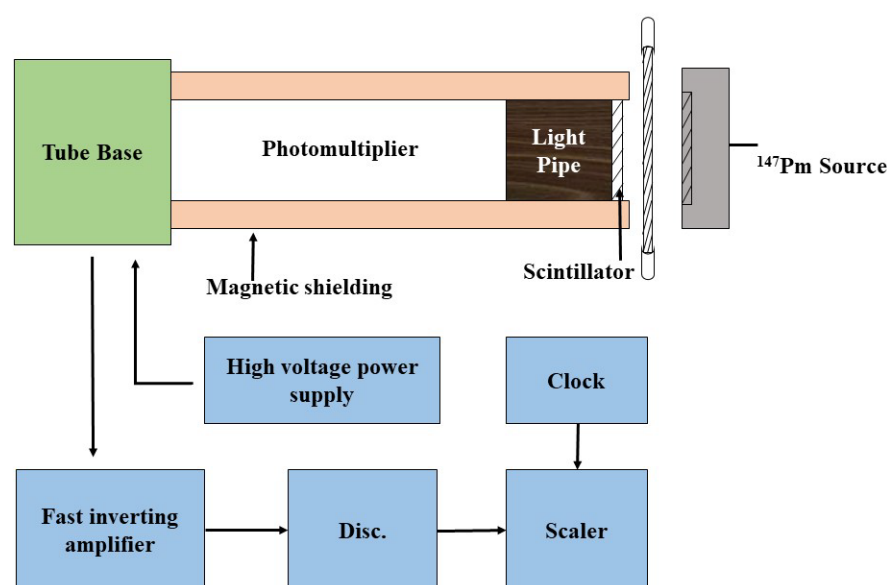 Tube Base
Photomultiplier
Light
Pipe
¹⁴⁷Pm Source
Scintillator
Magnetic shielding
High voltage power
supply
Clock
Fast inverting
amplifier
Disc.
Scaler